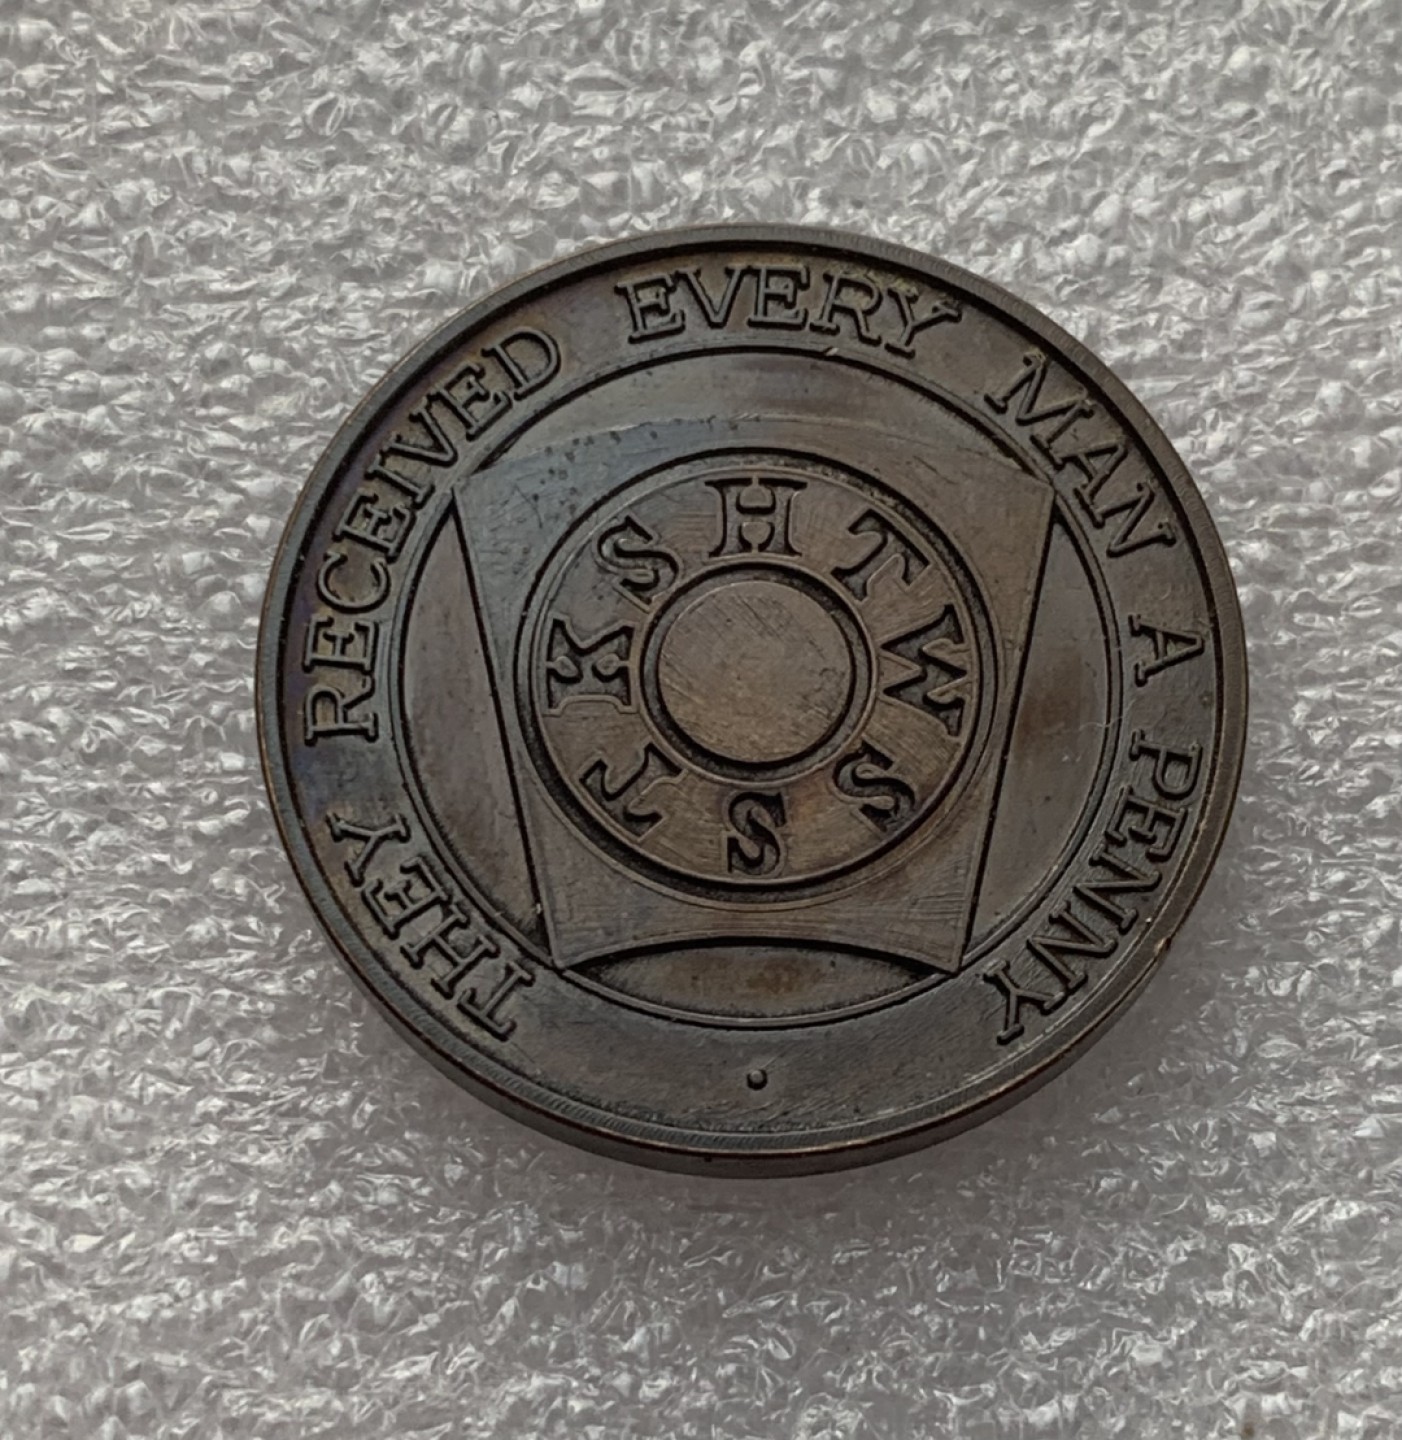 THEY RECEIVED EVERY MAN A PENNY
H T W S S T K S